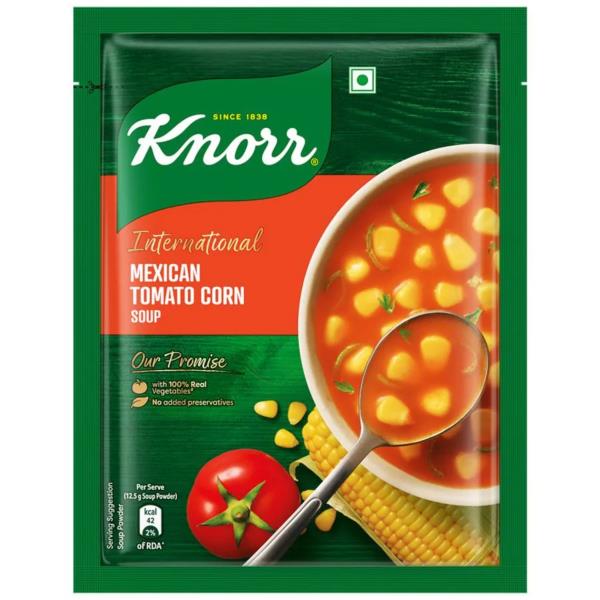 SINCE 1838
Knorr®
International
MEXICAN
TOMATO CORN
SOUP
Our Promise
with 100% Real
Vegetables*
No added preservatives
Per Serve
(12.5 g Soup Powder)
kcal
42
2%
of RDA*
Serving Suggestion
Soup Powder